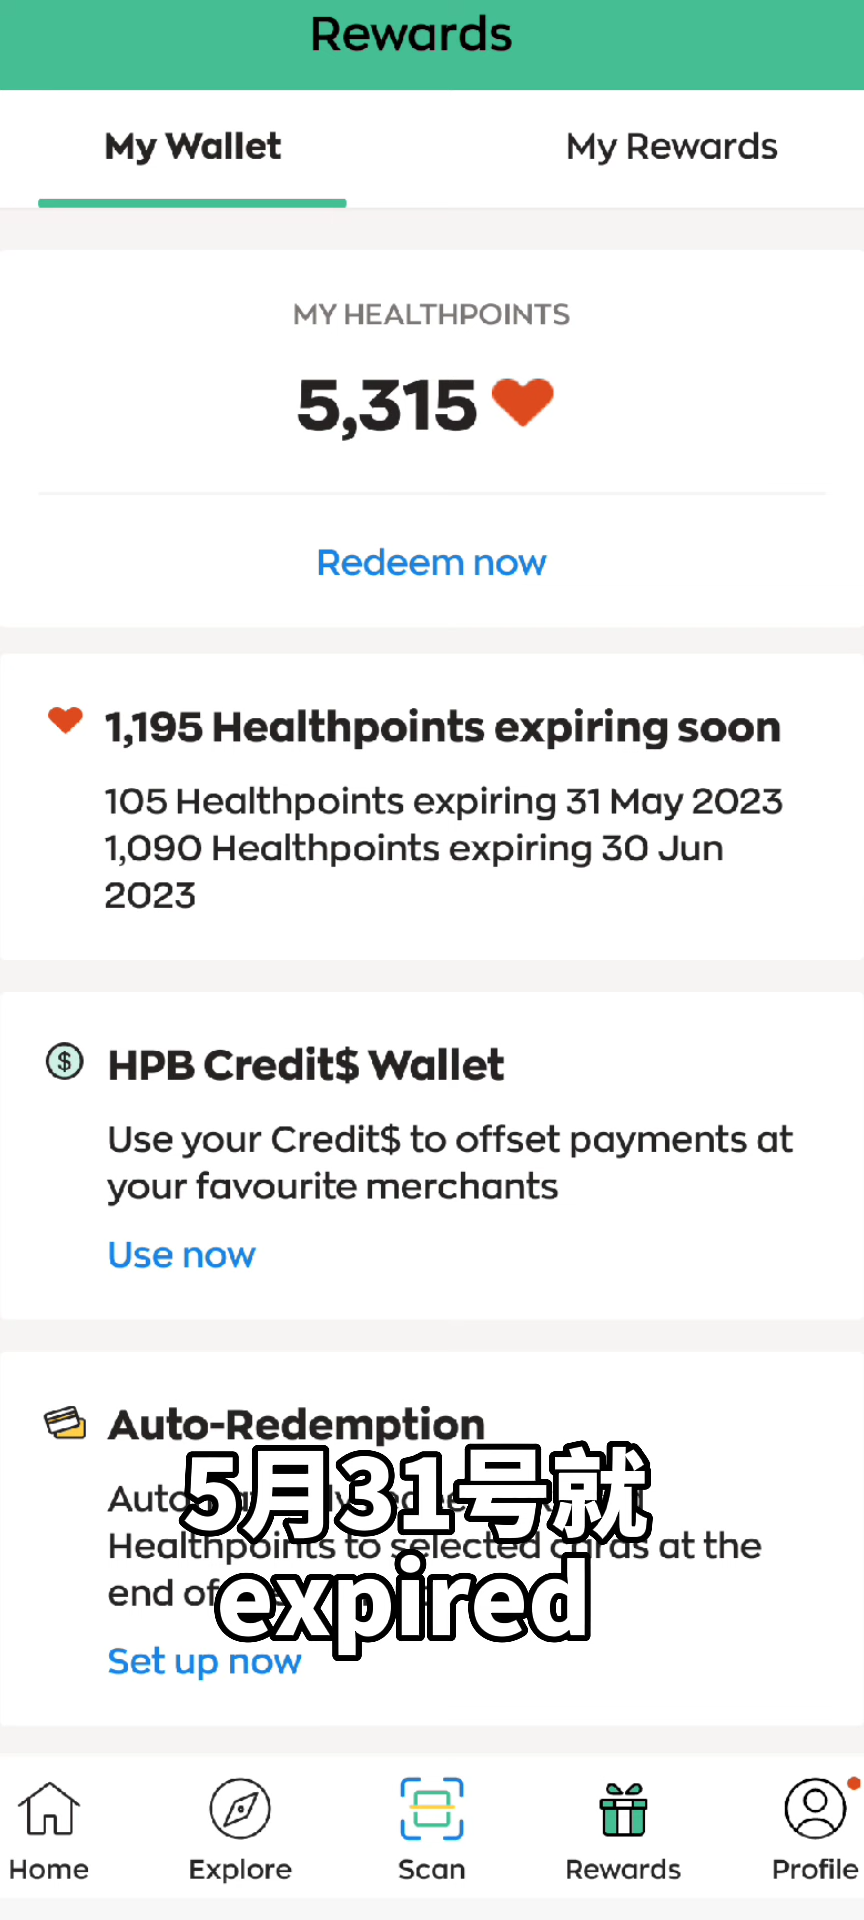 Rewards
My Wallet
My Rewards
MY HEALTHPOINTS
5,315
Redeem now
1,195 Healthpoints expiring soon
105 Healthpoints expiring 31 May 2023
1,090 Healthpoints expiring 30 Jun
2023
HPB Credit$ Wallet
Use your Credit$ to offset payments at
your favourite merchants
Use now
Auto-Redemption
5月31号就
Healthpoints to selected cards at the
expired
end of
Set up now
Home
Explore
Scan
Rewards
Profile